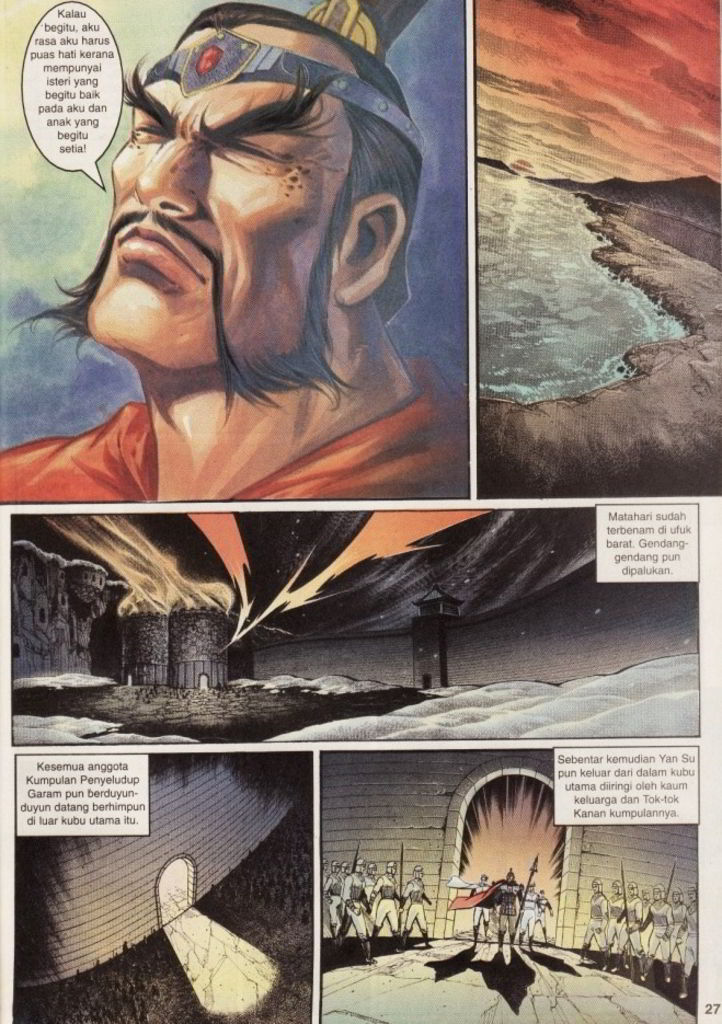 Kalau
begitu, aku
rasa aku harus
puas hati kerana
mempunyai
isteri yang
begitu baik
pada aku dan
anak yang
begitu
setia!
Matahari sudah
terbenam di ufuk
barat. Gendang-
gendang pun
dipalukan.
Kesemua anggota
Kumpulan Penyeludup
Garam pun berduyun-
duyun datang berhimpun
di luar kubu utama itu.
Sebentar kemudian Yan Su
pun keluar dari dalam kubu
utama diiringi oleh kaum
keluarga dan Tok-tok
Kanan kumpulannya.
27